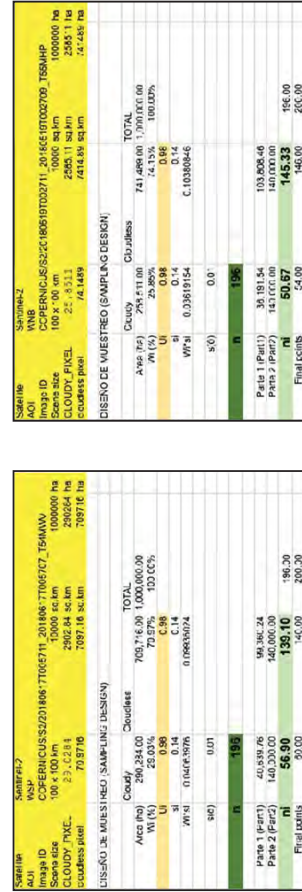 Satelite Sentinel-2
AOI WSP
Image ID
Scene size 100 x 100 km 10000 sq.km 1000000 ha
CLOUDY_PIXEL 29.0284 2902.84 sq.km 290284 ha
cloudless pixel 70.9716 7097.16 sq.km 709716 ha
DISEÑO DE MUESTREO (SAMPLING DESIGN)
Cloudy Cloudless TOTAL
Area (ha) 290,284.00 709,716.00 1,000,000.00
Wi (%) 29.03% 70.97% 100.00%
Ui 0.98 0.98
si 0.14 0.14
Wi*si 0.04063976 0.09936024
s(ô) 0.01
n 196
Parte 1 (Part1) 40,639.76 99,360.24
Parte 2 (Part2) 140,000.00 140,000.00
ni 56.90 139.10 196.00
Final points 60.00 140.00 200.00
Satelite Sentinel-2
AOI WNB
Image ID COPERNICUS/S2/20180619T002711_20180619T002709_T55MHP
Scene size 100 x 100 km 10000 sq.km 1000000 ha
CLOUDY_PIXEL 25.8511 2585.11 sq.km 258511 ha
cloudless pixel 74.1489 7414.89 sq.km 741489 ha
DISEÑO DE MUESTREO (SAMPLING DESIGN)
Cloudy Cloudless TOTAL
Area (ha) 258,511.00 741,489.00 1,000,000.00
Wi (%) 25.85% 74.15% 100.00%
Ui 0.98 0.98
si 0.14 0.14
Wi*si 0.03619154 0.10380846
s(ô) 0.01
n 196
Parte 1 (Part1) 36,191.54 103,808.46
Parte 2 (Part2) 140,000.00 140,000.00
ni 50.67 145.33 196.00
Final points 54.00 146.00 200.00